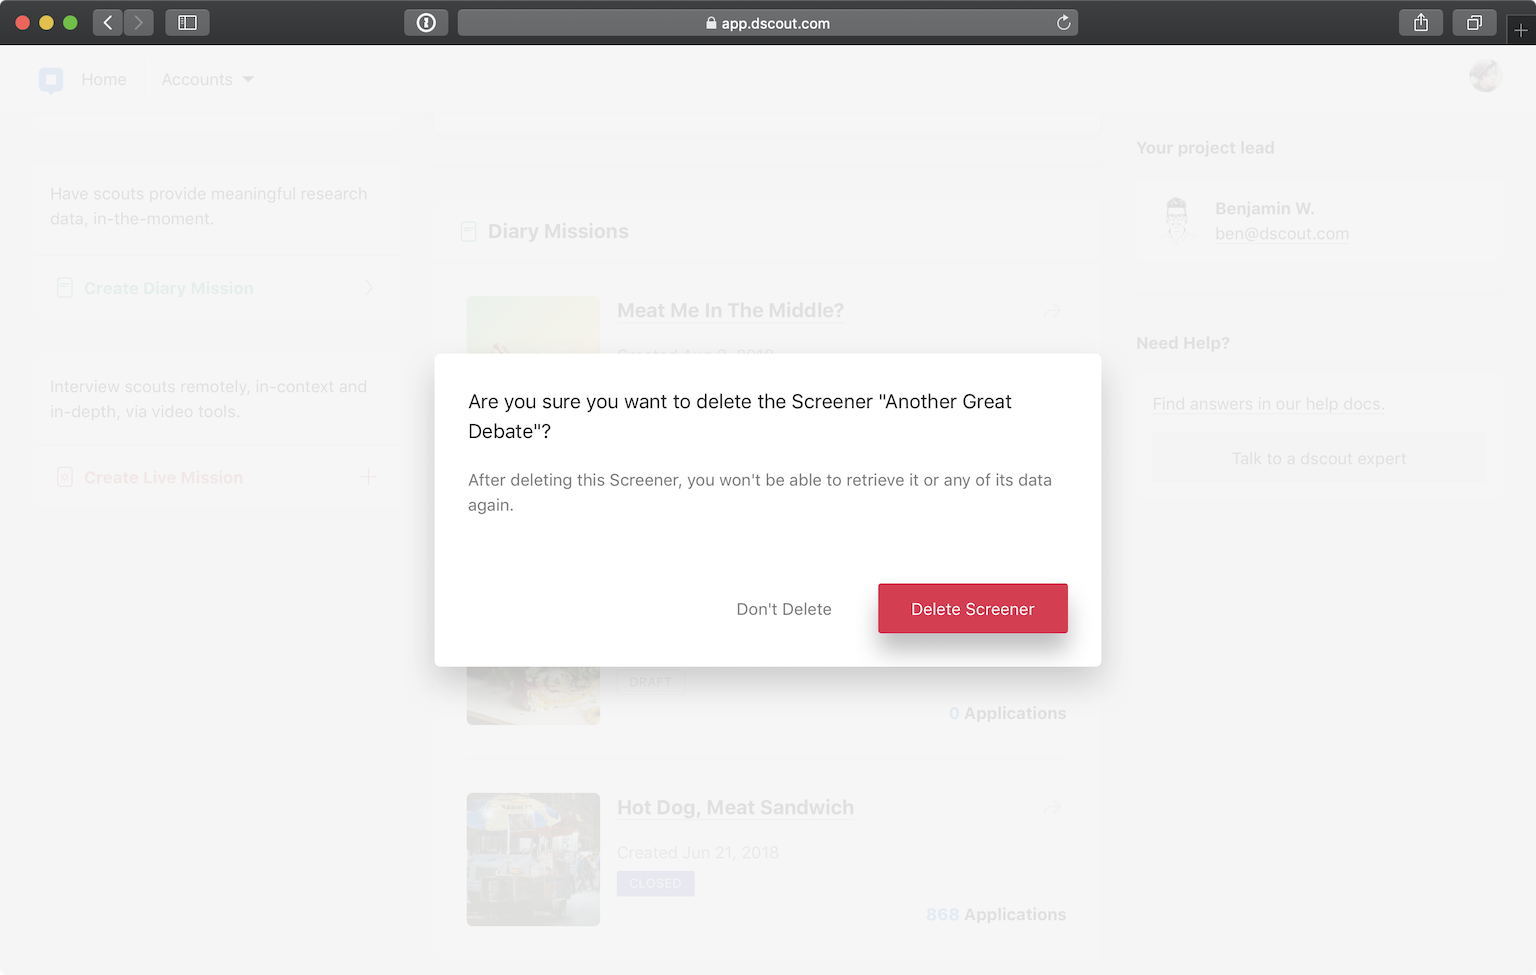 app.dscout.com
Home
Accounts
Have scouts provide meaningful research
data, in-the-moment.
Create Diary Mission
Interview scouts remotely, in-context and
in-depth, via video tools.
Create Live Mission
Diary Missions
Meat Me In The Middle?
Created Aug 2, 2018
Are you sure you want to delete the Screener "Another Great
Debate"?
After deleting this Screener, you won't be able to retrieve it or any of its data
again.
Don't Delete
Delete Screener
DRAFT
0 Applications
Hot Dog, Meat Sandwich
Created Jun 21, 2018
CLOSED
868 Applications
Your project lead
Benjamin W.
ben@dscout.com
Need Help?
Find answers in our help docs.
Talk to a dscout expert